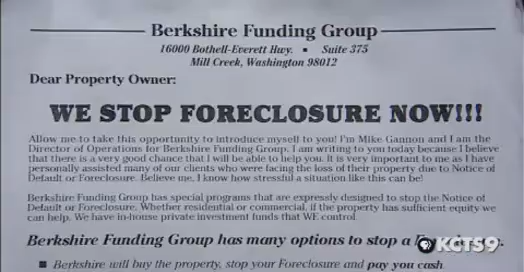 Berkshire Funding Group
16000 Bothell-Everett Hwy. ▪ Suite 375
Mill Creek, Washington 98012
Dear Property Owner:
WE STOP FORECLOSURE NOW!!!
Allow me to take this opportunity to introduce myself to you! I'm Mike Gannon and I am the
Director of Operations for Berkshire Funding Group. I am writing to you today because I believe
that there is a very good chance that I will be able to help you. It is very important to me as I have
personally assisted many of our clients who were facing the loss of their property due to Notice of
Default or Foreclosure. Believe me, I know how stressful a situation like this can be!
Berkshire Funding Group has special programs that are expressly designed to stop the Notice of
Default or Foreclosure. Whether residential or commercial, if the property has sufficient equity we
can help. We have in-house private investment funds that WE control.
Berkshire Funding Group has many options to stop a
▪ Berkshire will buy the property, stop your Foreclosure and pay you cash
PBS KCTS9